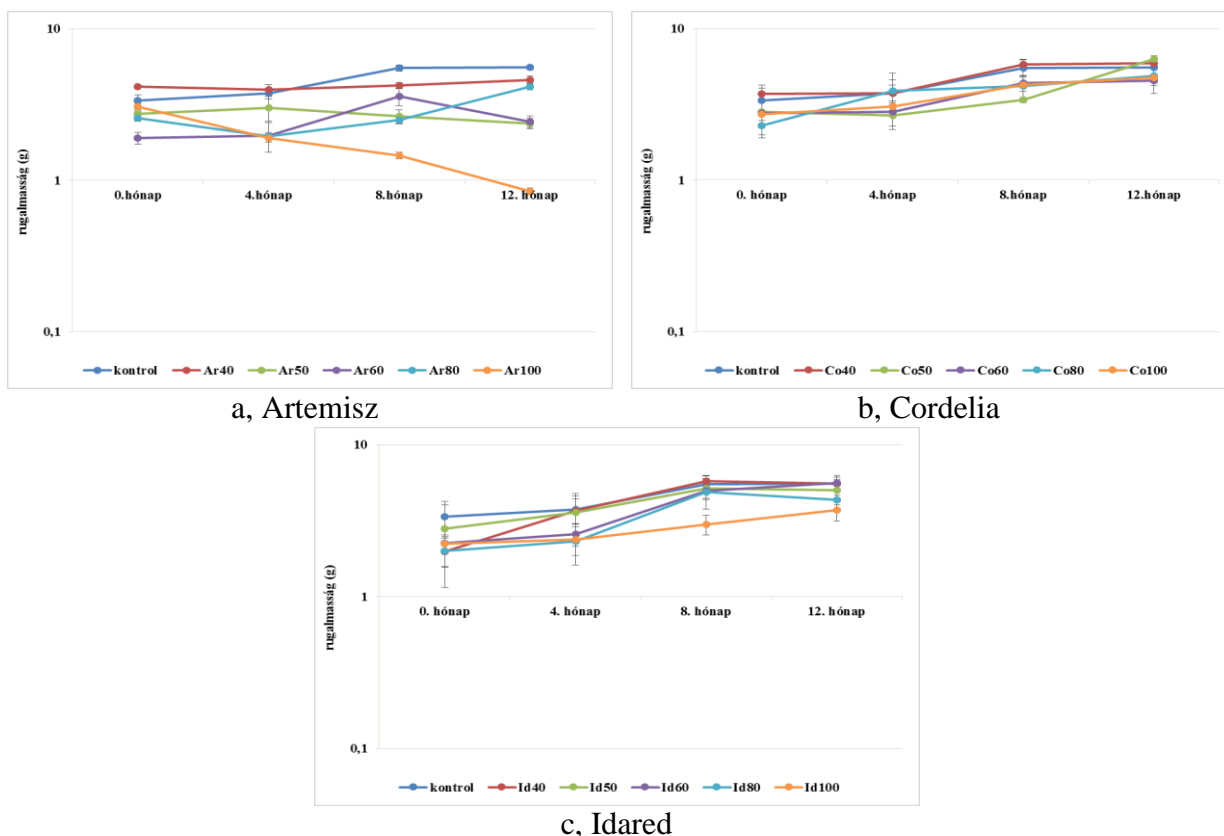 10
1
0,1
rugalmasság (g)
0.hónap 4.hónap 8.hónap 12. hónap
kontrol Ar40 Ar50 Ar60 Ar80 Ar100
a, Artemisz
10
1
0,1
rugalmasság (g)
0. hónap 4.hónap 8.hónap 12.hónap
kontrol Co40 Co50 Co60 Co80 Co100
b, Cordelia
10
1
0,1
rugalmasság (g)
0. hónap 4. hónap 8. hónap 12. hónap
kontrol Id40 Id50 Id60 Id80 Id100
c, Idared